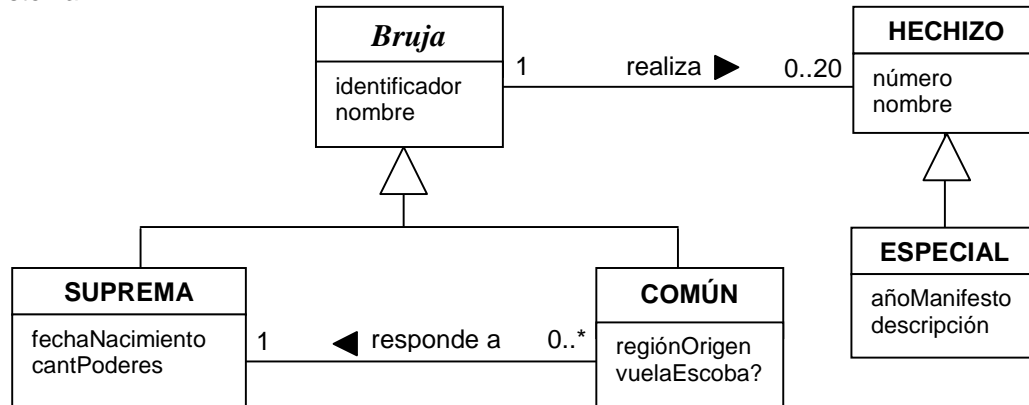 Bruja
identificador
nombre
1 realiza ▶ 0..20
HECHIZO
número
nombre
SUPREMA
fechaNacimiento
cantPoderes
1 ◀ responde a 0..*
COMÚN
regiónOrigen
vuelaEscoba?
ESPECIAL
añoManifesto
descripción